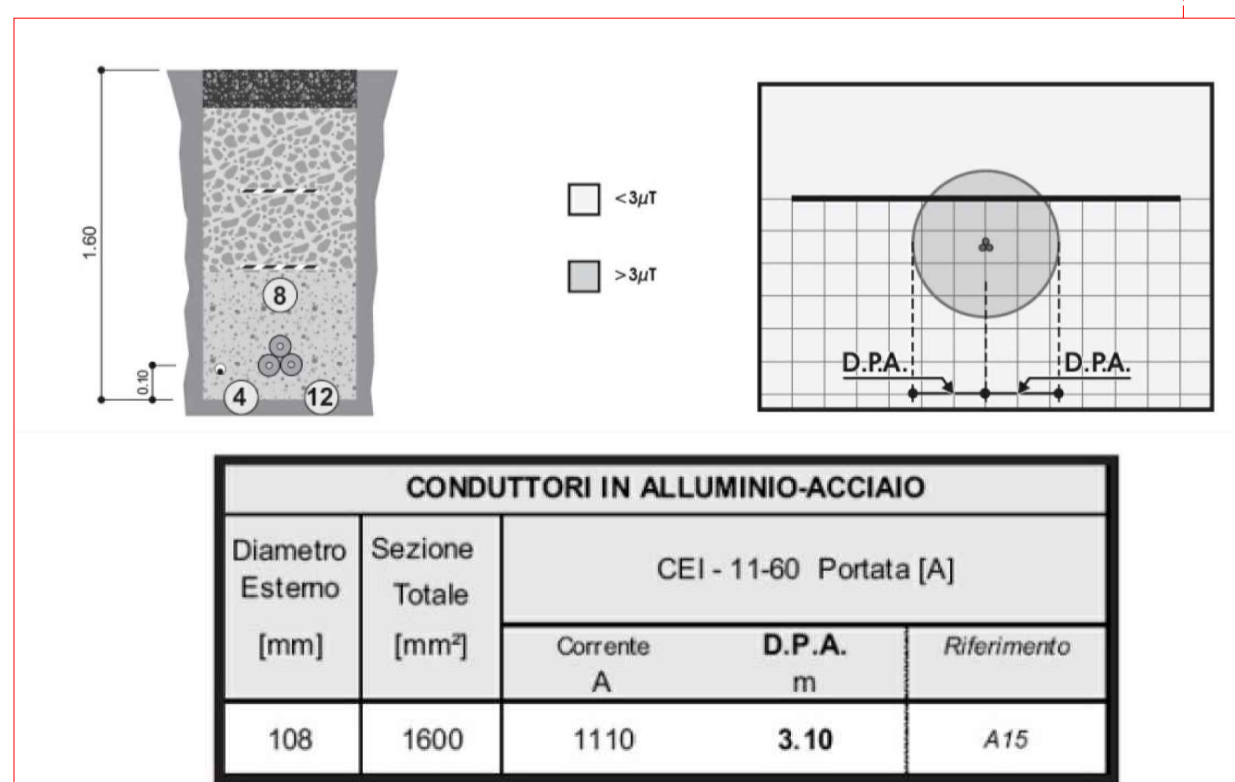 1.60
0.10
8
4
12
<3μT
>3μT
D.P.A.
D.P.A.
CONDUTTORI IN ALLUMINIO-ACCIAIO
Diametro
Esterno
[mm]
Sezione
Totale
[mm²]
CEI - 11-60 Portata [A]
Corrente
A
D.P.A.
m
Riferimento
108
1600
1110
3.10
A15